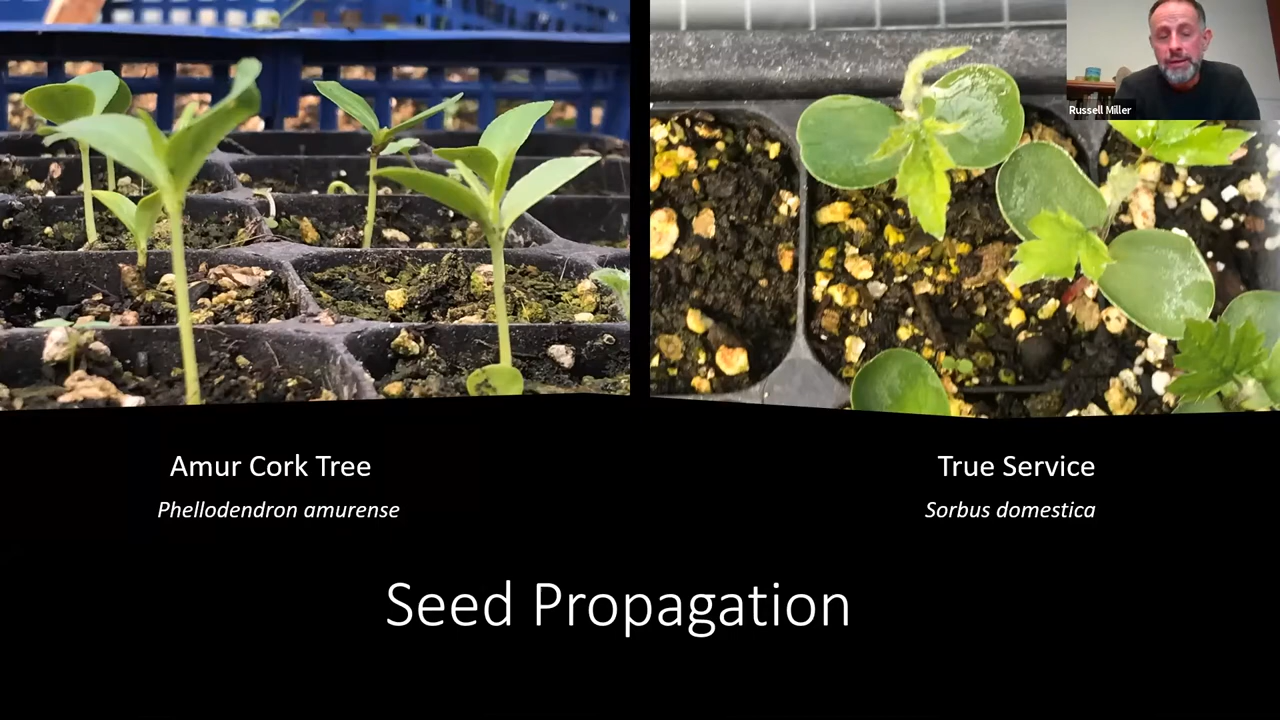 Russell Miller
Amur Cork Tree
Phellodendron amurense
True Service
Sorbus domestica
Seed Propagation